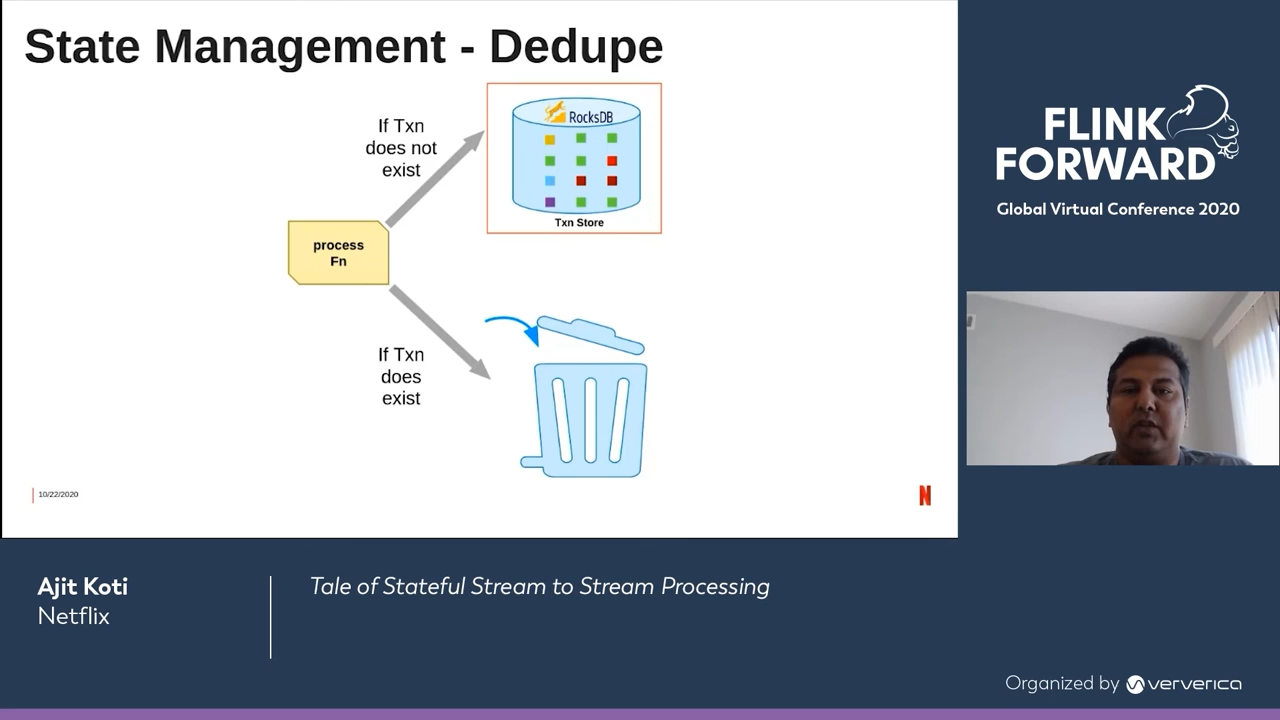 State Management - Dedupe
If Txn
does not
exist
RocksDB
Txn Store
process
Fn
If Txn
does
exist
10/22/2020
N
FLINK
FORWARD
Global Virtual Conference 2020
Ajit Koti
Netflix
Tale of Stateful Stream to Stream Processing
Organized by ververica